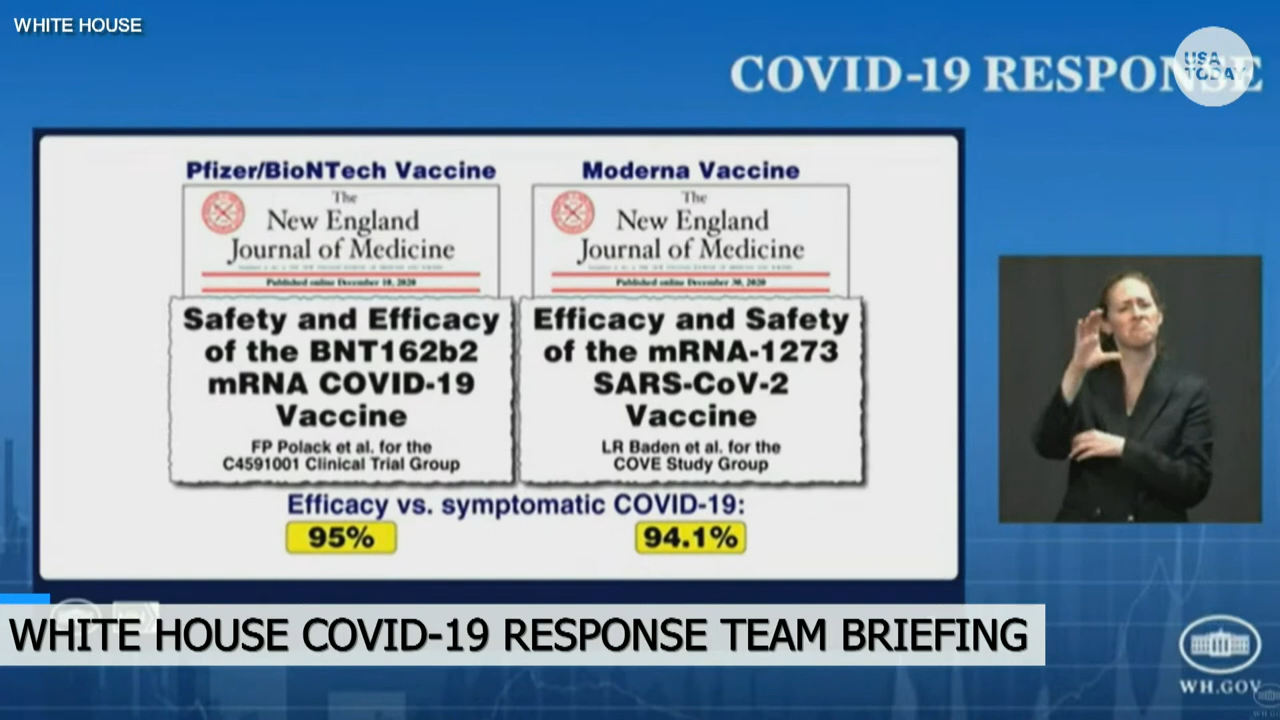 WHITE HOUSE
COVID-19 RESPONSE
USA
TODAY
Pfizer/BioNTech Vaccine
The
New England
Journal of Medicine
Published online December 10, 2020
Safety and Efficacy
of the BNT162b2
mRNA COVID-19
Vaccine
FP Polack et al. for the
C4591001 Clinical Trial Group
Moderna Vaccine
The
New England
Journal of Medicine
Published online December 30, 2020
Efficacy and Safety
of the mRNA-1273
SARS-CoV-2
Vaccine
LR Baden et al. for the
COVE Study Group
Efficacy vs. symptomatic COVID-19:
95%
94.1%
WHITE HOUSE COVID-19 RESPONSE TEAM BRIEFING
WH.GOV